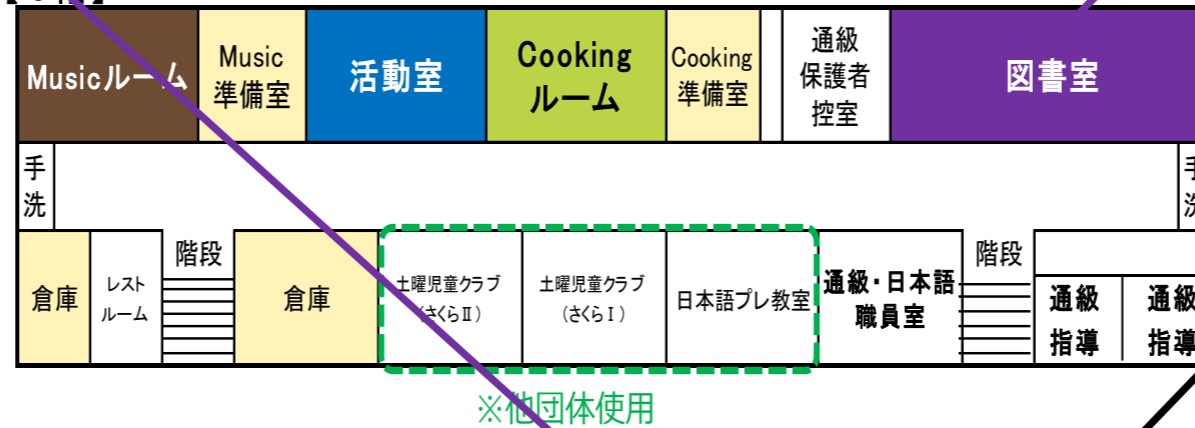 Musicルーム
Music
準備室
活動室
Cooking
ルーム
Cooking
準備室
通級
保護者
控室
図書室
手
洗
手
洗
倉庫
レスト
ルーム
階段
倉庫
土曜児童クラブ
(さくらⅡ)
土曜児童クラブ
(さくらⅠ)
日本語プレ教室
通級・日本語
職員室
階段
通級
指導
通級
指導
※他団体使用